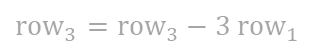 row₃ = row₃ − 3 row₁